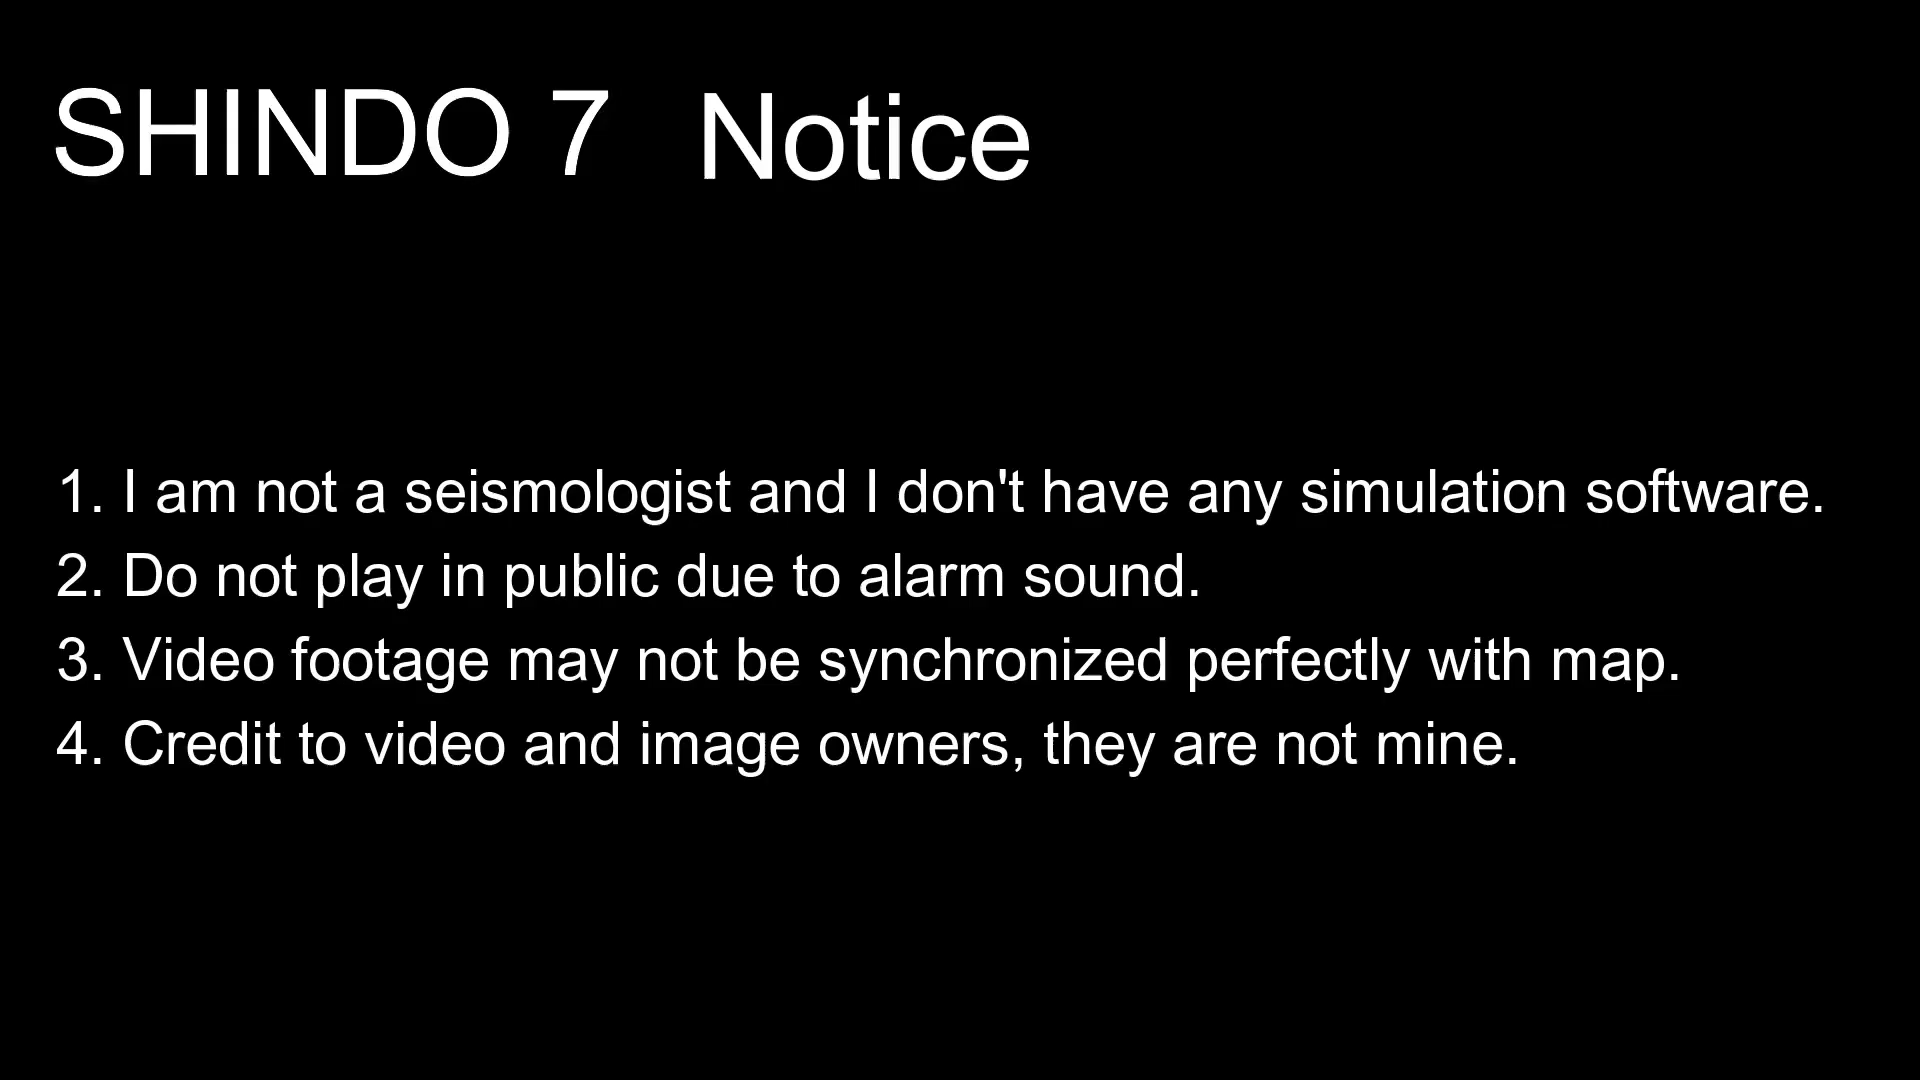 SHINDO 7 Notice
1. I am not a seismologist and I don't have any simulation software.
2. Do not play in public due to alarm sound.
3. Video footage may not be synchronized perfectly with map.
4. Credit to video and image owners, they are not mine.